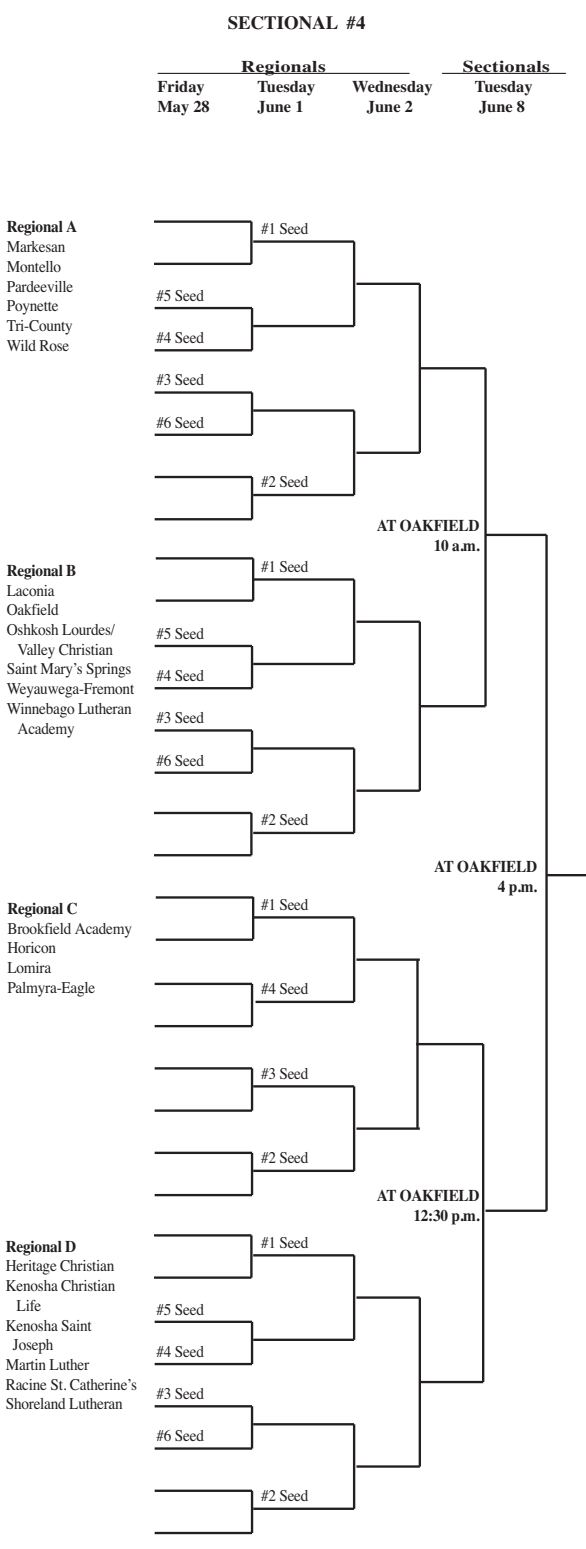 SECTIONAL #4
Regionals Sectionals
Friday Tuesday Wednesday Tuesday
May 28 June 1 June 2 June 8
Regional A
Markesan
Montello
Pardeeville
Poynette
Tri-County
Wild Rose
#1 Seed
#5 Seed
#4 Seed
#3 Seed
#6 Seed
#2 Seed
AT OAKFIELD
10 a.m.
Regional B
Laconia
Oakfield
Oshkosh Lourdes/
Valley Christian
Saint Mary's Springs
Weyauwega-Fremont
Winnebago Lutheran
Academy
#1 Seed
#5 Seed
#4 Seed
#3 Seed
#6 Seed
#2 Seed
AT OAKFIELD
4 p.m.
Regional C
Brookfield Academy
Horicon
Lomira
Palmyra-Eagle
#1 Seed
#4 Seed
#3 Seed
#2 Seed
AT OAKFIELD
12:30 p.m.
Regional D
Heritage Christian
Kenosha Christian
Life
Kenosha Saint
Joseph
Martin Luther
Racine St. Catherine's
Shoreland Lutheran
#1 Seed
#5 Seed
#4 Seed
#3 Seed
#6 Seed
#2 Seed